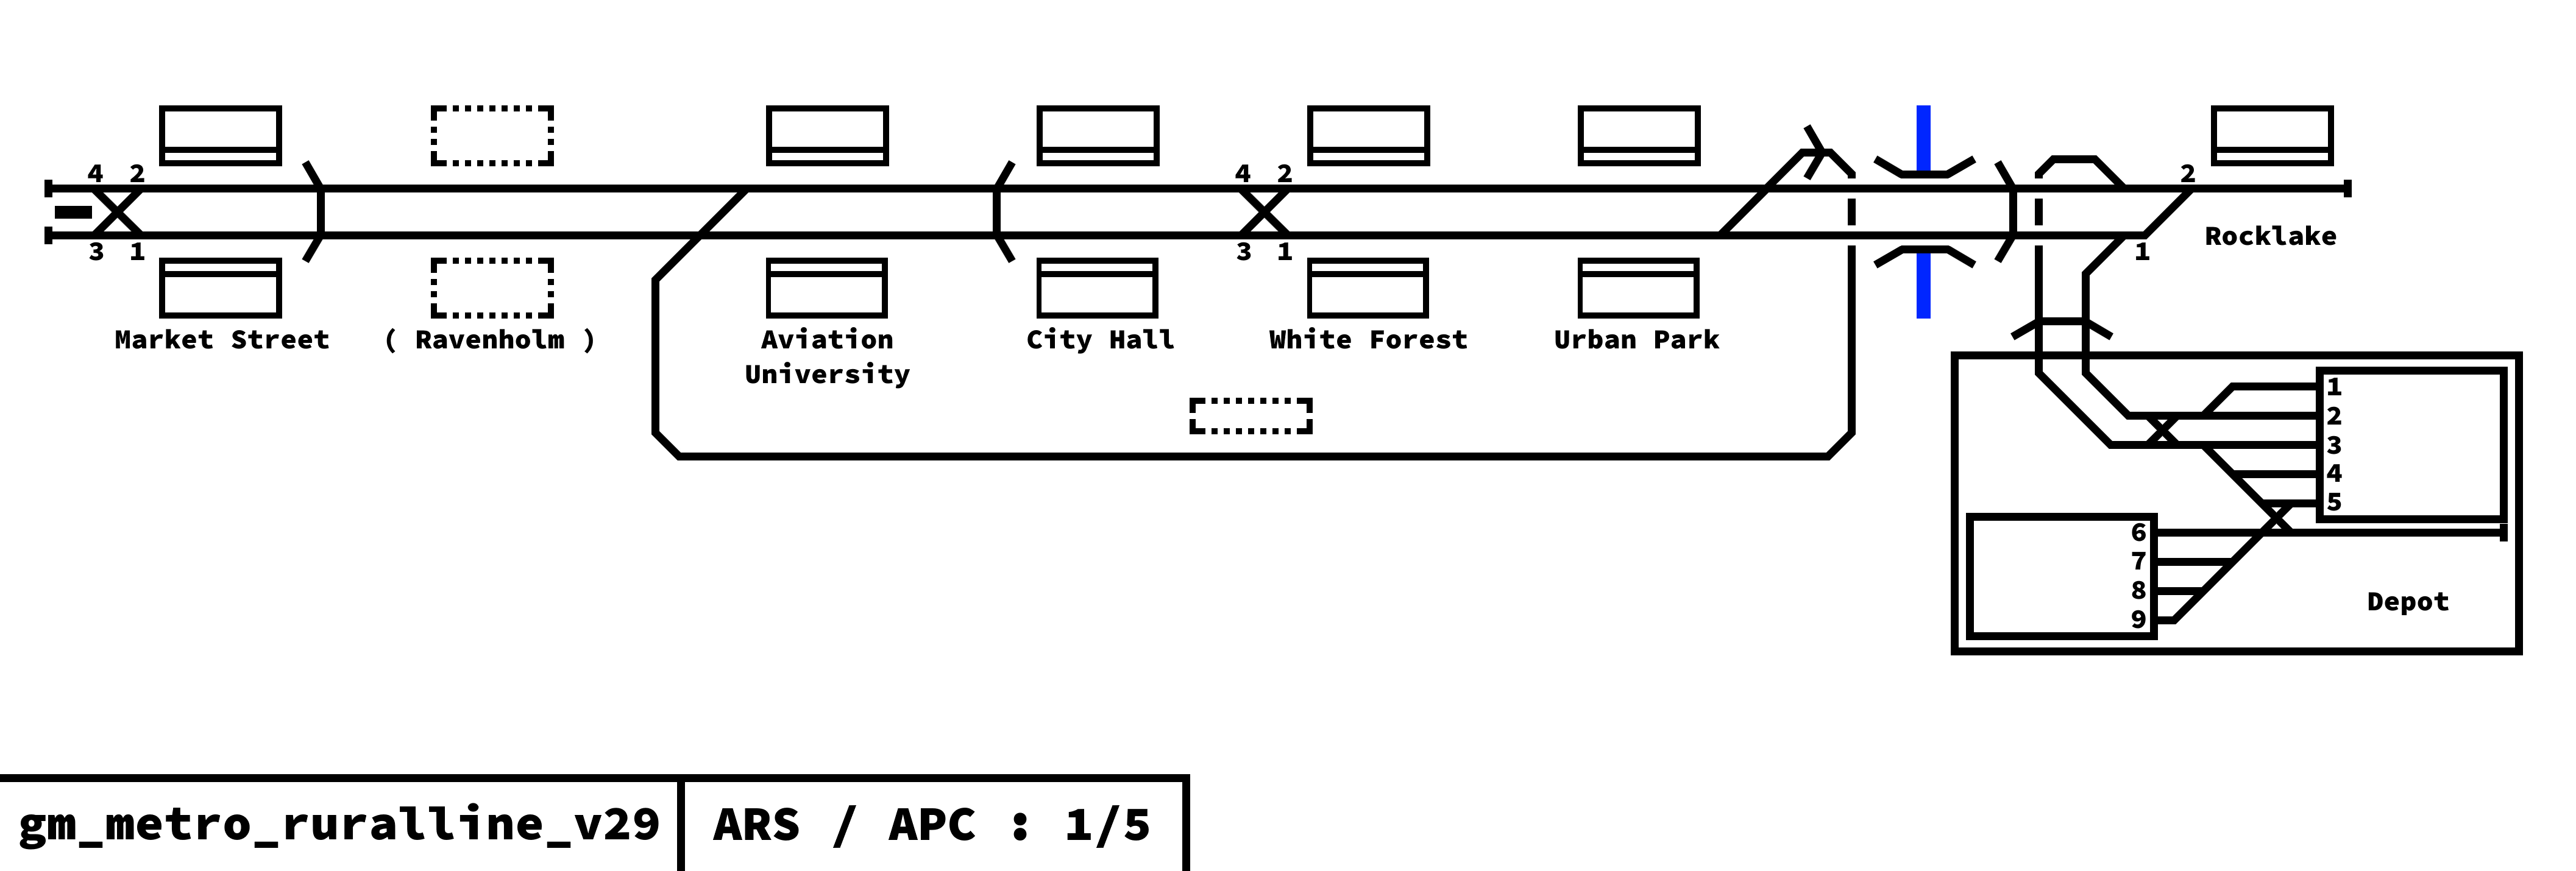 4 2
4 2
2
3 1
3 1
1
Rocklake
Market Street
( Ravenholm )
Aviation
University
City Hall
White Forest
Urban Park
1
2
3
4
5
6
7
8
9
Depot
gm_metro_ruralline_v29
ARS / APC : 1/5